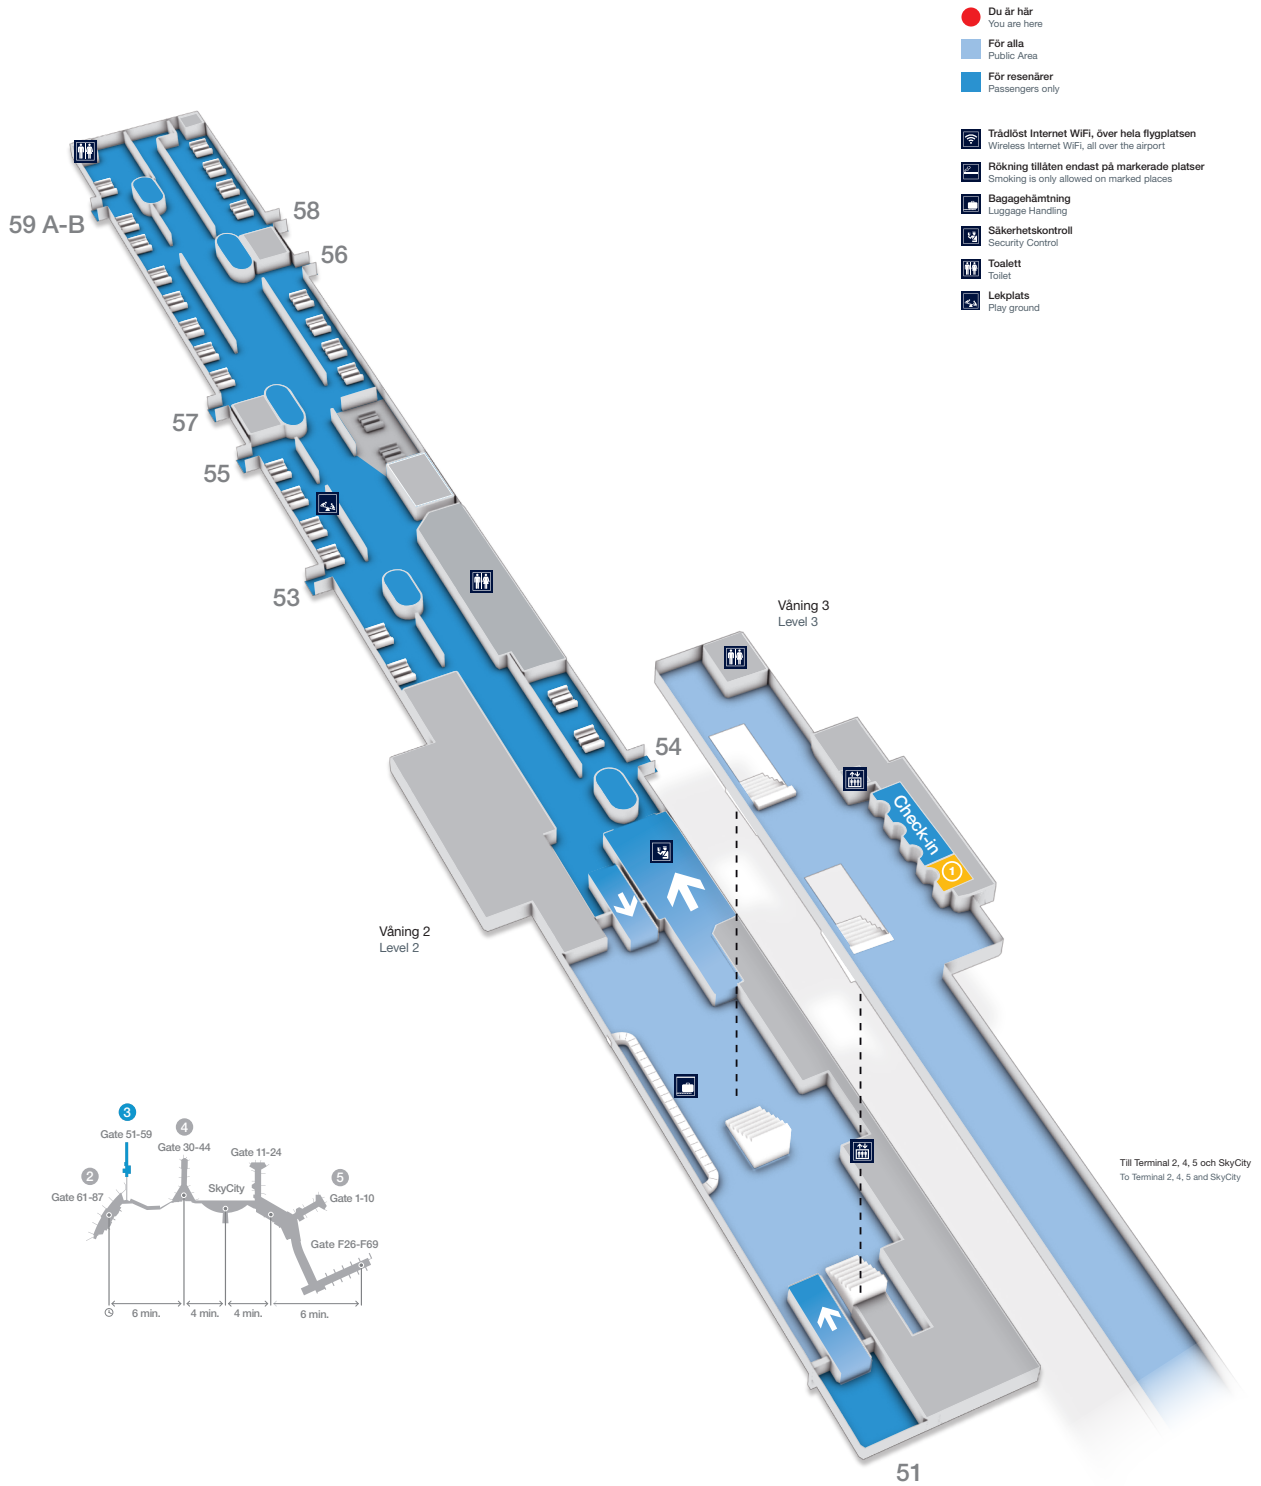 Du är här
You are here
För alla
Public Area
För resenärer
Passengers only
Trådlöst Internet WiFi, över hela flygplatsen
Wireless Internet WiFi, all over the airport
Rökning tillåten endast på markerade platser
Smoking is only allowed on marked places
Bagagehämtning
Luggage Handling
Säkerhetskontroll
Security Control
Toalett
Toilet
Lekplats
Play ground
58
59 A-B
56
57
55
53
Våning 3
Level 3
54
Check-in
1
Våning 2
Level 2
3
Gate 51-59
4
Gate 30-44
Gate 11-24
2
Gate 61-87
SkyCity
5
Gate 1-10
Gate F26-F69
6 min.
4 min.
4 min.
6 min.
Till Terminal 2, 4, 5 och SkyCity
To Terminal 2, 4, 5 and SkyCity
51